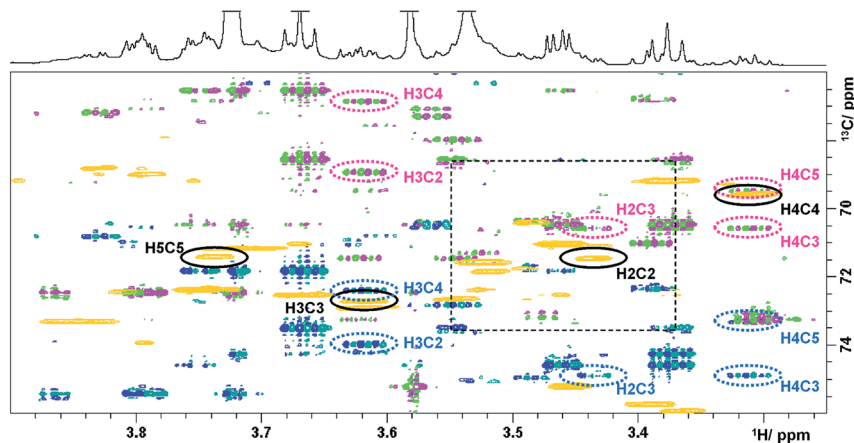 H3C4
¹³C/ ppm
H3C2
H4C5
H2C3
70
H4C4
H5C5
H4C3
H2C2
72
H3C4
H3C3
H4C5
74
H3C2
H2C3
H4C3
3.8
3.7
3.6
3.5
3.4
¹H/ ppm